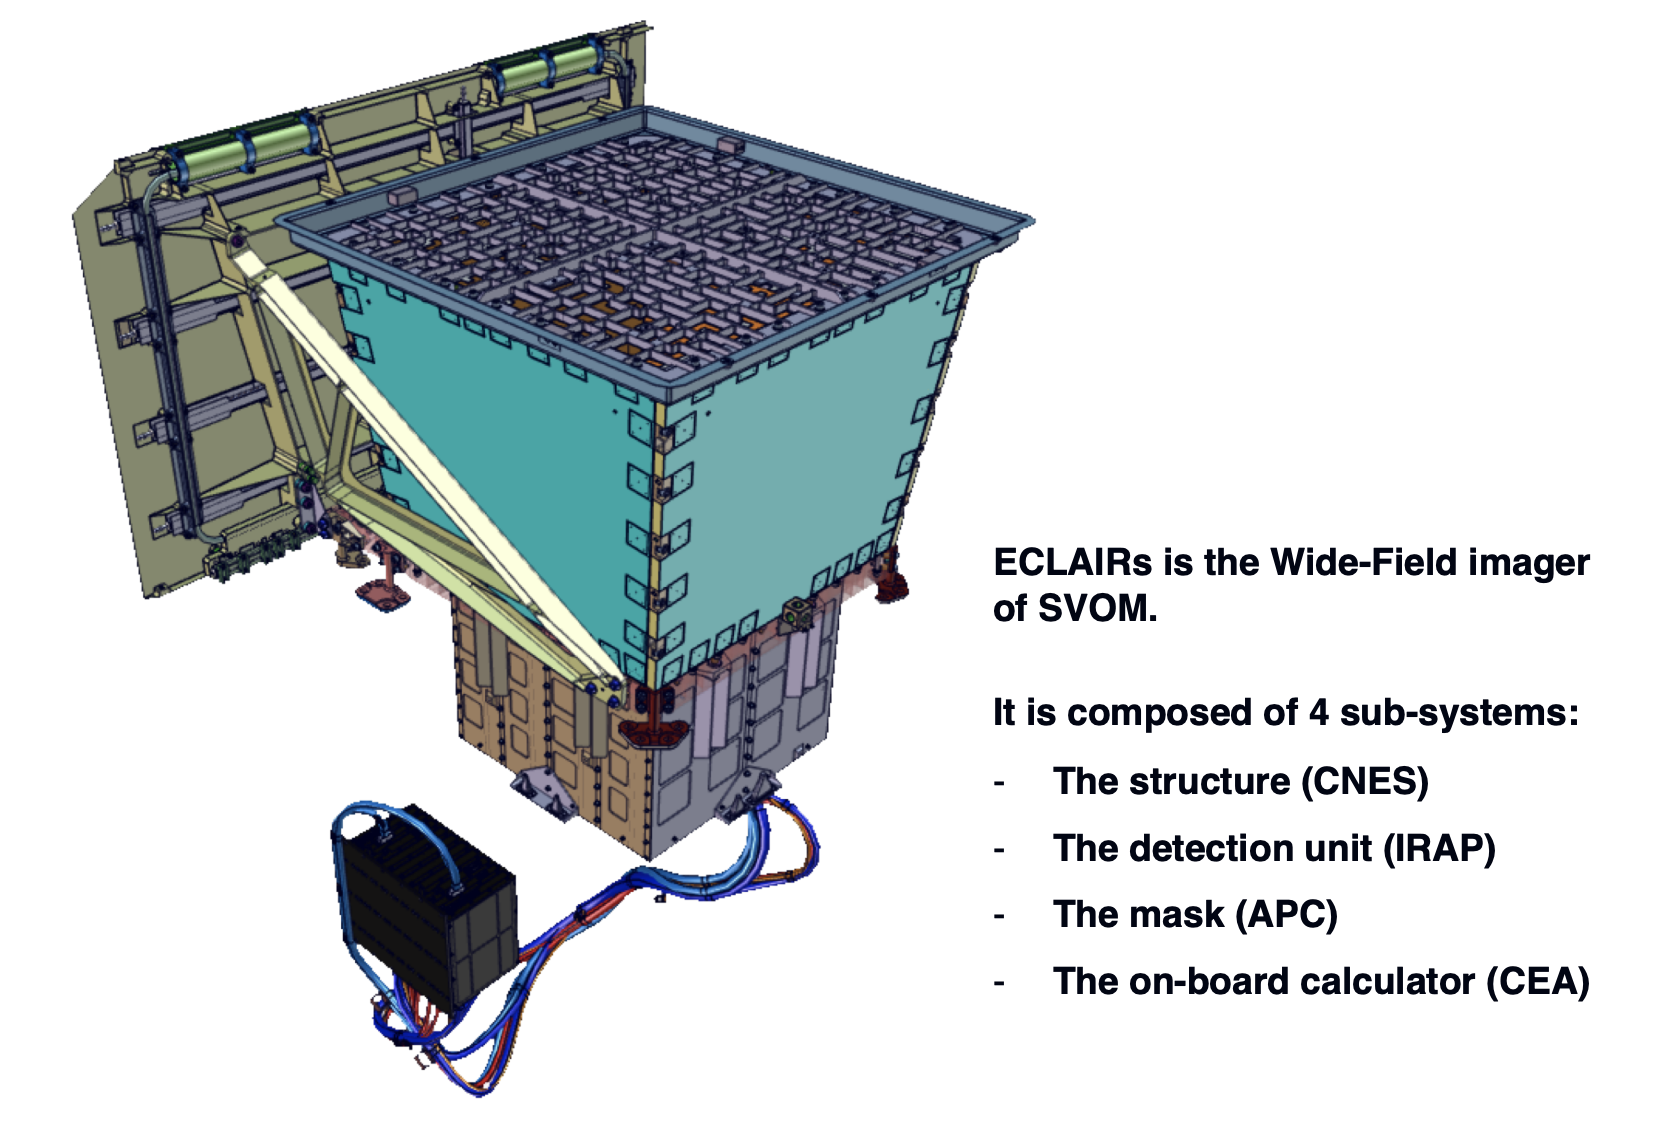 ECLAIRs is the Wide-Field imager
of SVOM.
It is composed of 4 sub-systems:
- The structure (CNES)
- The detection unit (IRAP)
- The mask (APC)
- The on-board calculator (CEA)